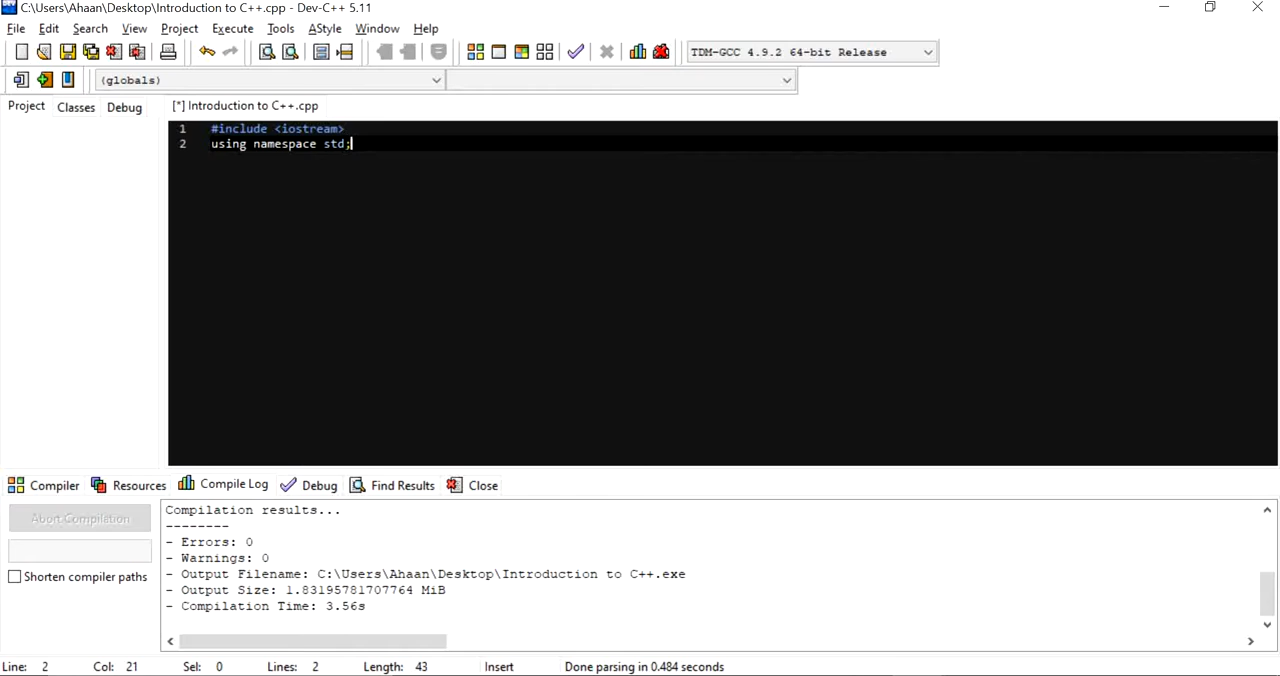 C:\Users\Ahaan\Desktop\Introduction to C++.cpp - Dev-C++ 5.11
File Edit Search View Project Execute Tools AStyle Window Help
TDM-GCC 4.9.2 64-bit Release
(globals)
Project Classes Debug [*] Introduction to C++.cpp
1 #include <iostream>
2 using namespace std;
Compiler Resources Compile Log Debug Find Results Close
Abort Compilation
Shorten compiler paths
Compilation results...
--------
- Errors: 0
- Warnings: 0
- Output Filename: C:\Users\Ahaan\Desktop\Introduction to C++.exe
- Output Size: 1.83195781707764 MiB
- Compilation Time: 3.56s
Line: 2 Col: 21 Sel: 0 Lines: 2 Length: 43 Insert Done parsing in 0.484 seconds